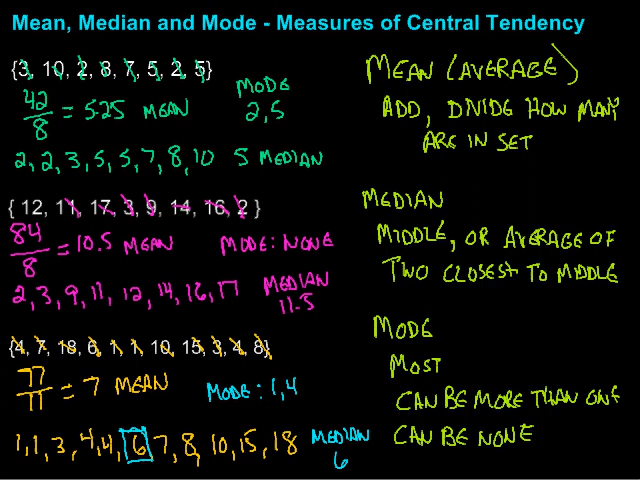 Mean, Median and Mode - Measures of Central Tendency
{3, 10, 2, 8, 7, 5, 2, 5}
42/8 = 5.25 MEAN
MODE
2,5
2, 2, 3, 5, 5, 7, 8, 10 5 MEDIAN
{ 12, 11, 17, 3, 9, 14, 16, 2 }
84/8 = 10.5 MEAN MODE: NONE
2, 3, 9, 11, 12, 14, 16, 17 MEDIAN
11.5
{4, 7, 18, 6, 1, 1, 10, 15, 3, 4, 8}
77/11 = 7 MEAN MODE: 1,4
1, 1, 3, 4, 4, 6, 7, 8, 10, 15, 18 MEDIAN
6
MEAN (AVERAGE)
ADD, DIVIDE HOW MANY
ARE IN SET
MEDIAN
MIDDLE, OR AVERAGE OF
TWO CLOSEST TO MIDDLE
MODE
MOST
CAN BE MORE THAN ONE
CAN BE NONE